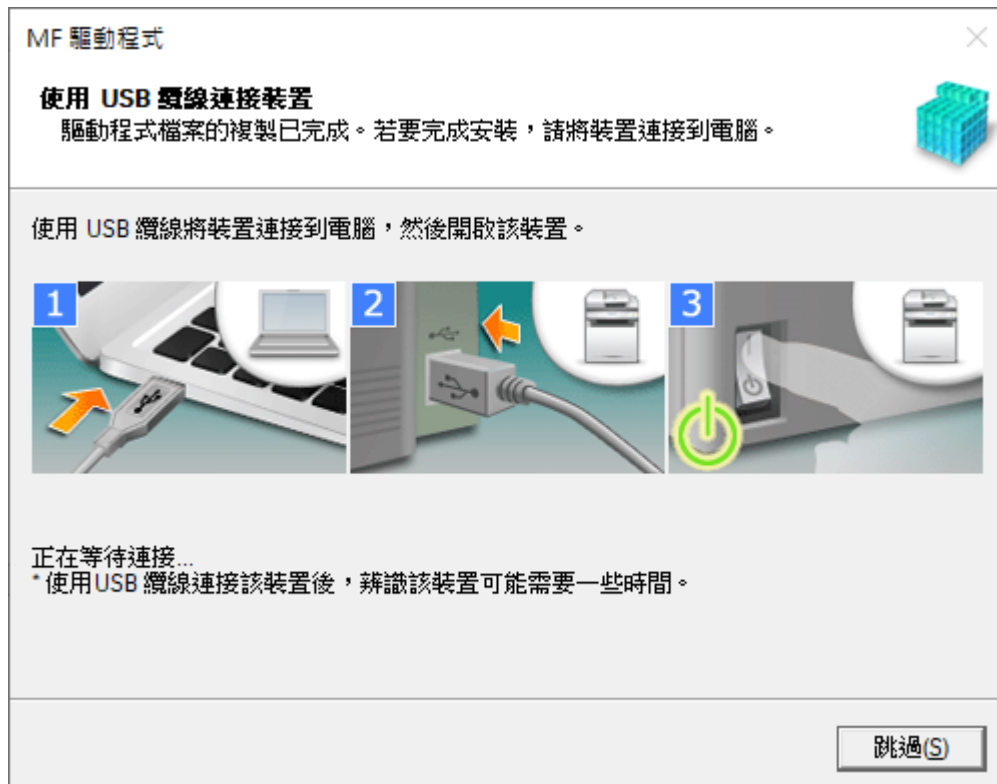 MF 驅動程式
使用 USB 纜線連接裝置
驅動程式檔案的複製已完成。若要完成安裝，請將裝置連接到電腦。
使用 USB 纜線將裝置連接到電腦，然後開啟該裝置。
1
2
3
正在等待連接...
*使用USB 纜線連接該裝置後，辨識該裝置可能需要一些時間。
跳過(S)